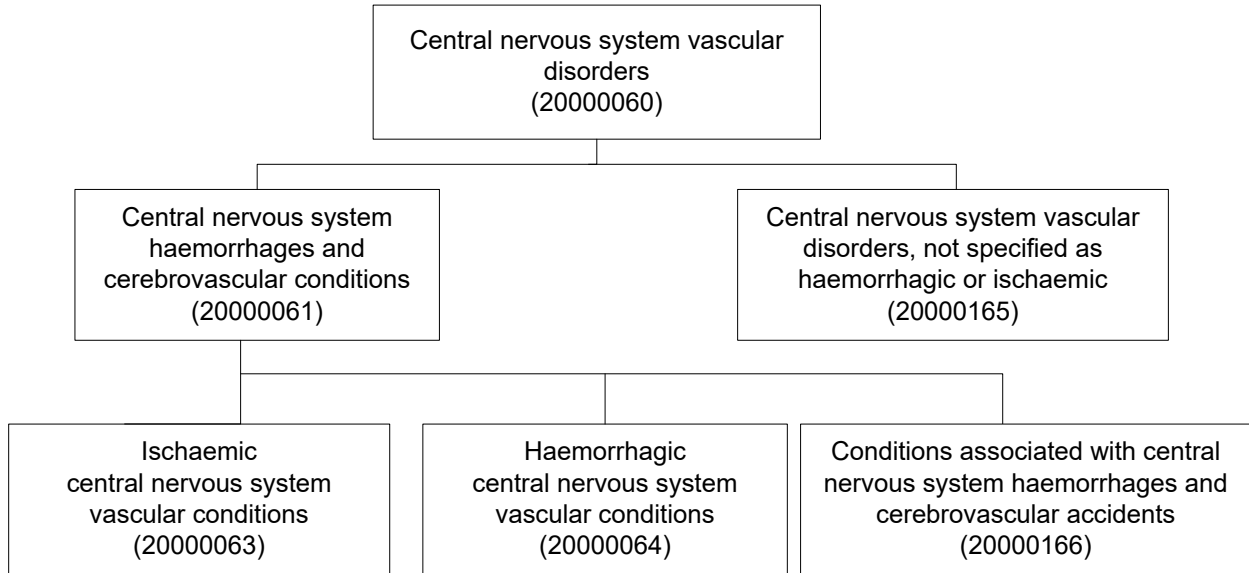 Central nervous system vascular
disorders
(20000060)
Central nervous system
haemorrhages and
cerebrovascular conditions
(20000061)
Central nervous system vascular
disorders, not specified as
haemorrhagic or ischaemic
(20000165)
Ischaemic
central nervous system
vascular conditions
(20000063)
Haemorrhagic
central nervous system
vascular conditions
(20000064)
Conditions associated with central
nervous system haemorrhages and
cerebrovascular accidents
(20000166)